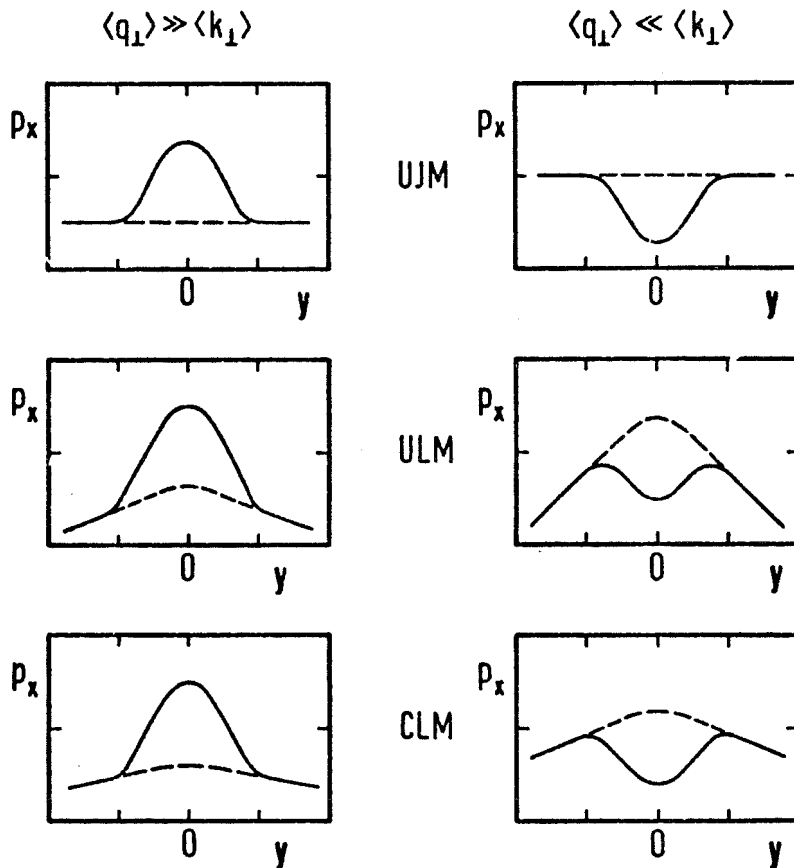 ⟨q⊥⟩ ≫ ⟨k⊥⟩ ⟨q⊥⟩ ≪ ⟨k⊥⟩
pₓ UJM pₓ
0 y 0 y
pₓ ULM pₓ
0 y 0 y
pₓ CLM pₓ
0 y 0 y